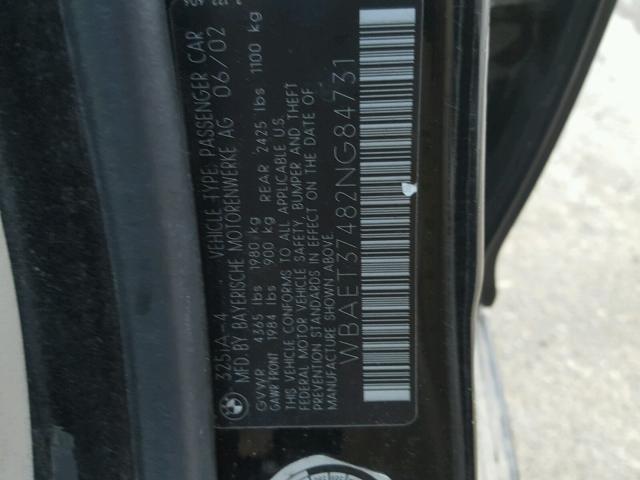 325iA-4 VEHICLE TYPE: PASSENGER CAR
MFD BY BAYERISCHE MOTORENWERKE AG 06/02
GVWR 4365 lbs 1980 kg
GAWR FRONT 1984 lbs 900 kg REAR 2425 lbs 1100 kg
THIS VEHICLE CONFORMS TO ALL APPLICABLE U.S.
FEDERAL MOTOR VEHICLE SAFETY, BUMPER AND THEFT
PREVENTION STANDARDS IN EFFECT ON THE DATE OF
MANUFACTURE SHOWN ABOVE.
WBAET37482NG84731